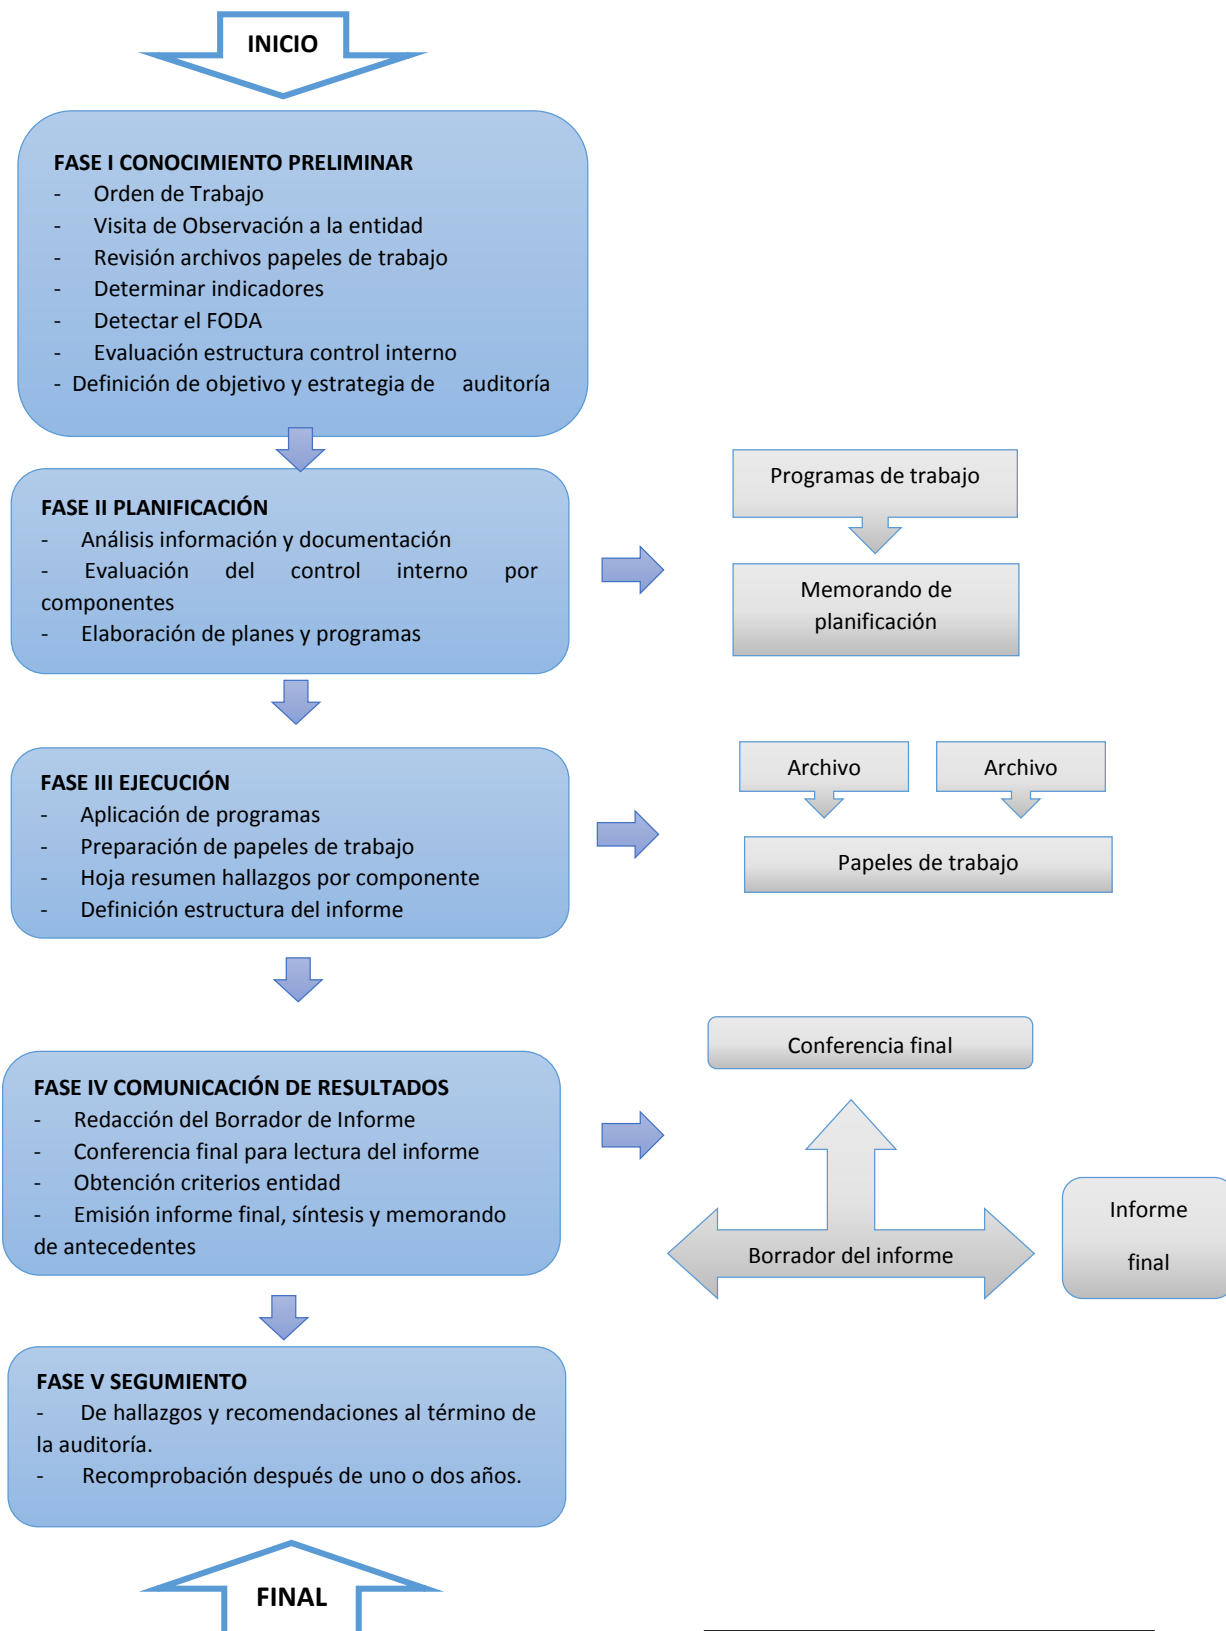 INICIO
FASE I CONOCIMIENTO PRELIMINAR
- Orden de Trabajo
- Visita de Observación a la entidad
- Revisión archivos papeles de trabajo
- Determinar indicadores
- Detectar el FODA
- Evaluación estructura control interno
- Definición de objetivo y estrategia de auditoría
FASE II PLANIFICACIÓN
- Análisis información y documentación
- Evaluación del control interno por
componentes
- Elaboración de planes y programas
Programas de trabajo
Memorando de
planificación
FASE III EJECUCIÓN
- Aplicación de programas
- Preparación de papeles de trabajo
- Hoja resumen hallazgos por componente
- Definición estructura del informe
Archivo
Archivo
Papeles de trabajo
FASE IV COMUNICACIÓN DE RESULTADOS
- Redacción del Borrador de Informe
- Conferencia final para lectura del informe
- Obtención criterios entidad
- Emisión informe final, síntesis y memorando
de antecedentes
Conferencia final
Borrador del informe
Informe
final
FASE V SEGUMIENTO
- De hallazgos y recomendaciones al término de
la auditoría.
- Recomprobación después de uno o dos años.
FINAL